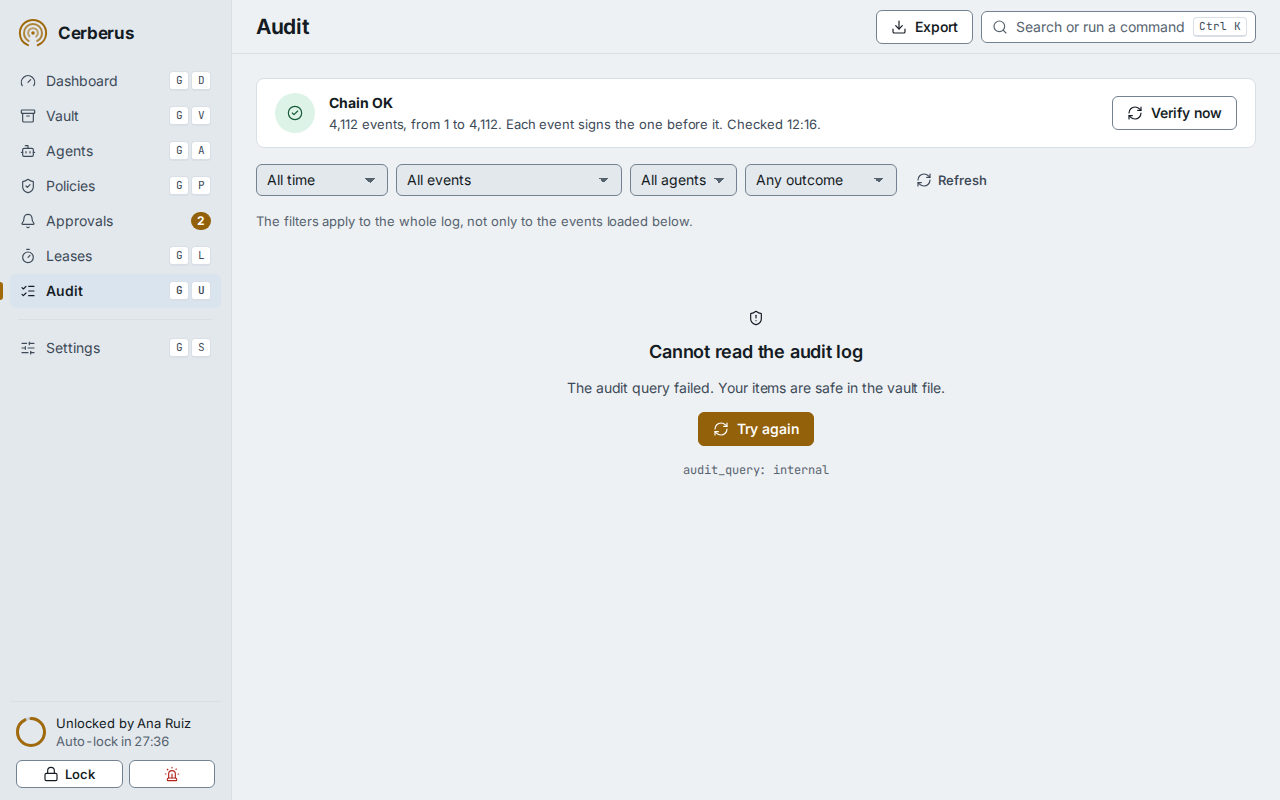 Cerberus
Dashboard G D
Vault G V
Agents G A
Policies G P
Approvals 2
Leases G L
Audit G U
Settings G S
Unlocked by Ana Ruiz
Auto-lock in 27:36
Lock
Audit
Export
Search or run a command Ctrl K
Chain OK
4,112 events, from 1 to 4,112. Each event signs the one before it. Checked 12:16.
Verify now
All time All events All agents Any outcome Refresh
The filters apply to the whole log, not only to the events loaded below.
Cannot read the audit log
The audit query failed. Your items are safe in the vault file.
Try again
audit_query: internal